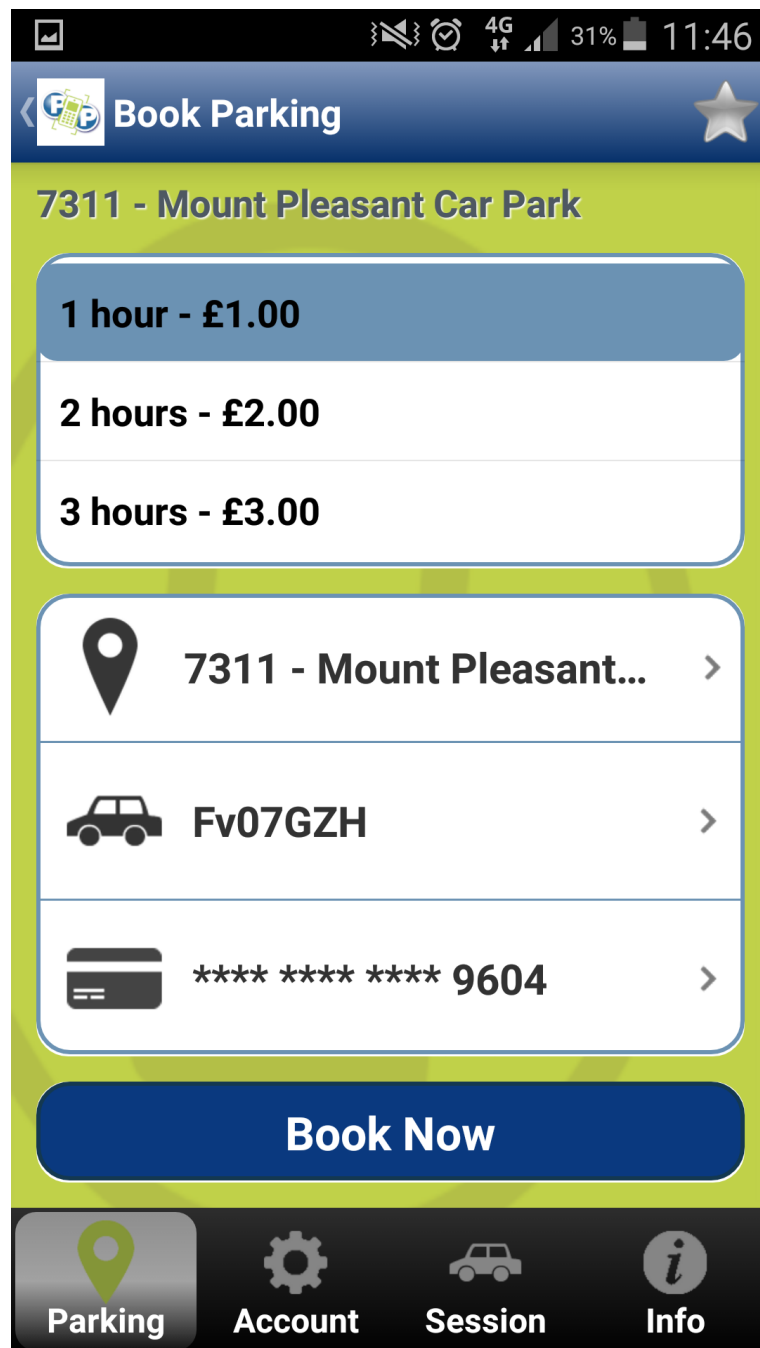 4G 31% 11:46
Book Parking
7311 - Mount Pleasant Car Park
1 hour - £1.00
2 hours - £2.00
3 hours - £3.00
7311 - Mount Pleasant...
Fv07GZH
**** **** **** 9604
Book Now
Parking Account Session Info